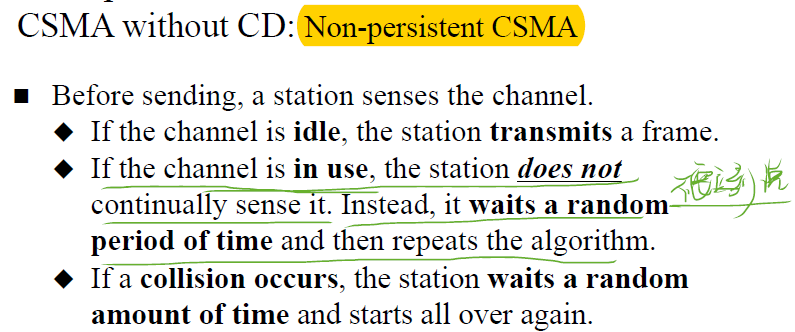 CSMA without CD: Non-persistent CSMA
■ Before sending, a station senses the channel.
◆ If the channel is idle, the station transmits a frame.
◆ If the channel is in use, the station does not
continually sense it. Instead, it waits a random
period of time and then repeats the algorithm.
◆ If a collision occurs, the station waits a random
amount of time and starts all over again.